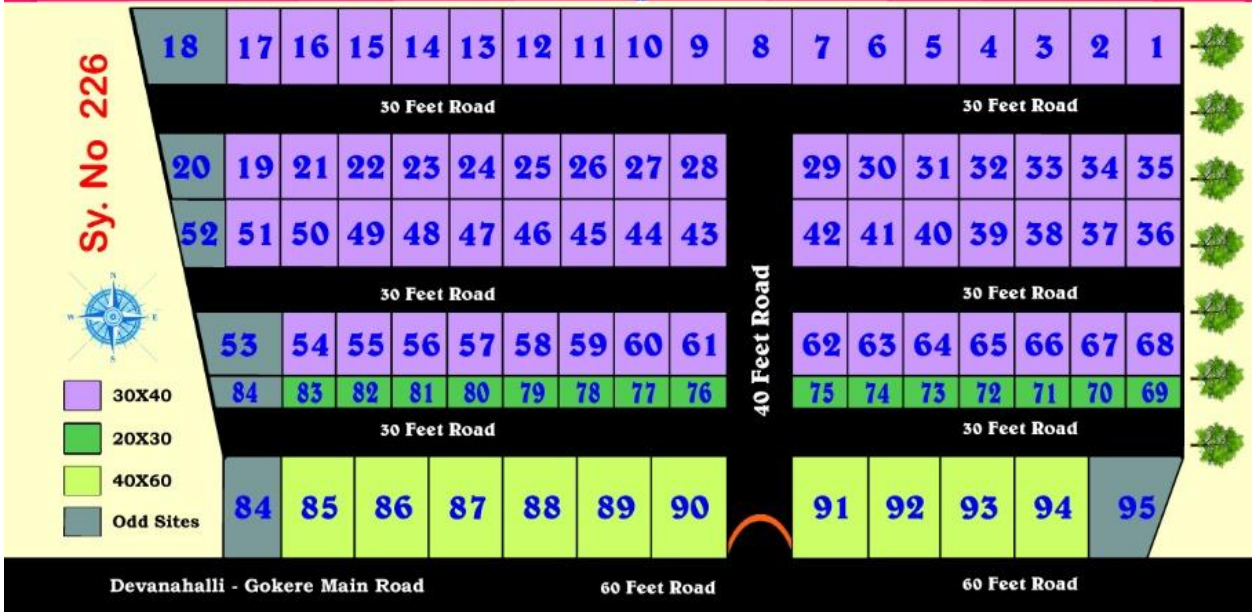 18 17 16 15 14 13 12 11 10 9 8 7 6 5 4 3 2 1
30 Feet Road 30 Feet Road
Sy. No 226
20 19 21 22 23 24 25 26 27 28 29 30 31 32 33 34 35
52 51 50 49 48 47 46 45 44 43 42 41 40 39 38 37 36
N
W E
S
30 Feet Road 30 Feet Road
40 Feet Road
53 54 55 56 57 58 59 60 61 62 63 64 65 66 67 68
84 83 82 81 80 79 78 77 76 75 74 73 72 71 70 69
30 Feet Road 30 Feet Road
30X40
20X30
40X60
Odd Sites
84 85 86 87 88 89 90 91 92 93 94 95
Devanahalli - Gokere Main Road 60 Feet Road 60 Feet Road